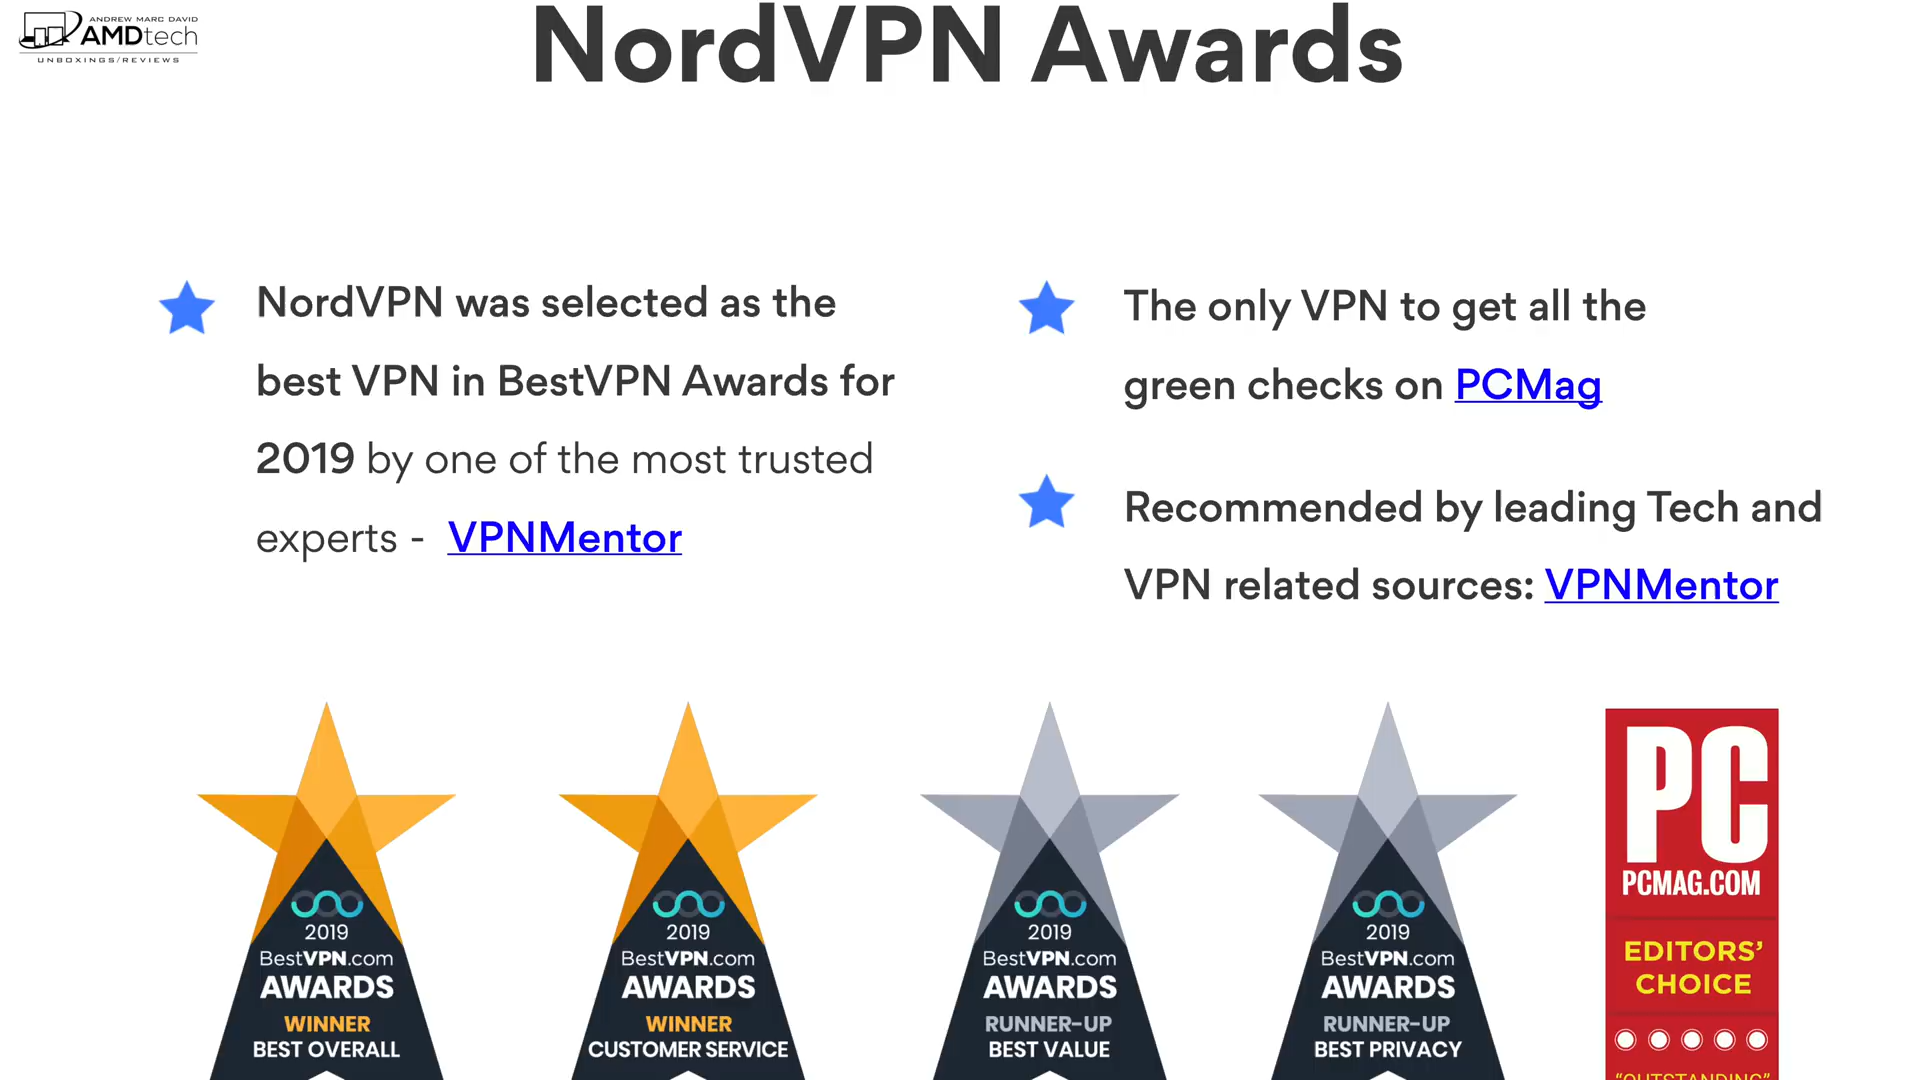 ANDREW MARC DAVID
AMDtech
UNBOXINGS/REVIEWS
NordVPN Awards
NordVPN was selected as the
best VPN in BestVPN Awards for
2019 by one of the most trusted
experts - VPNMentor
The only VPN to get all the
green checks on PCMag
Recommended by leading Tech and
VPN related sources: VPNMentor
2019
BestVPN.com
AWARDS
WINNER
BEST OVERALL
2019
BestVPN.com
AWARDS
WINNER
CUSTOMER SERVICE
2019
BestVPN.com
AWARDS
RUNNER-UP
BEST VALUE
2019
BestVPN.com
AWARDS
RUNNER-UP
BEST PRIVACY
PC
PCMAG.COM
EDITORS'
CHOICE
"OUTSTANDING"